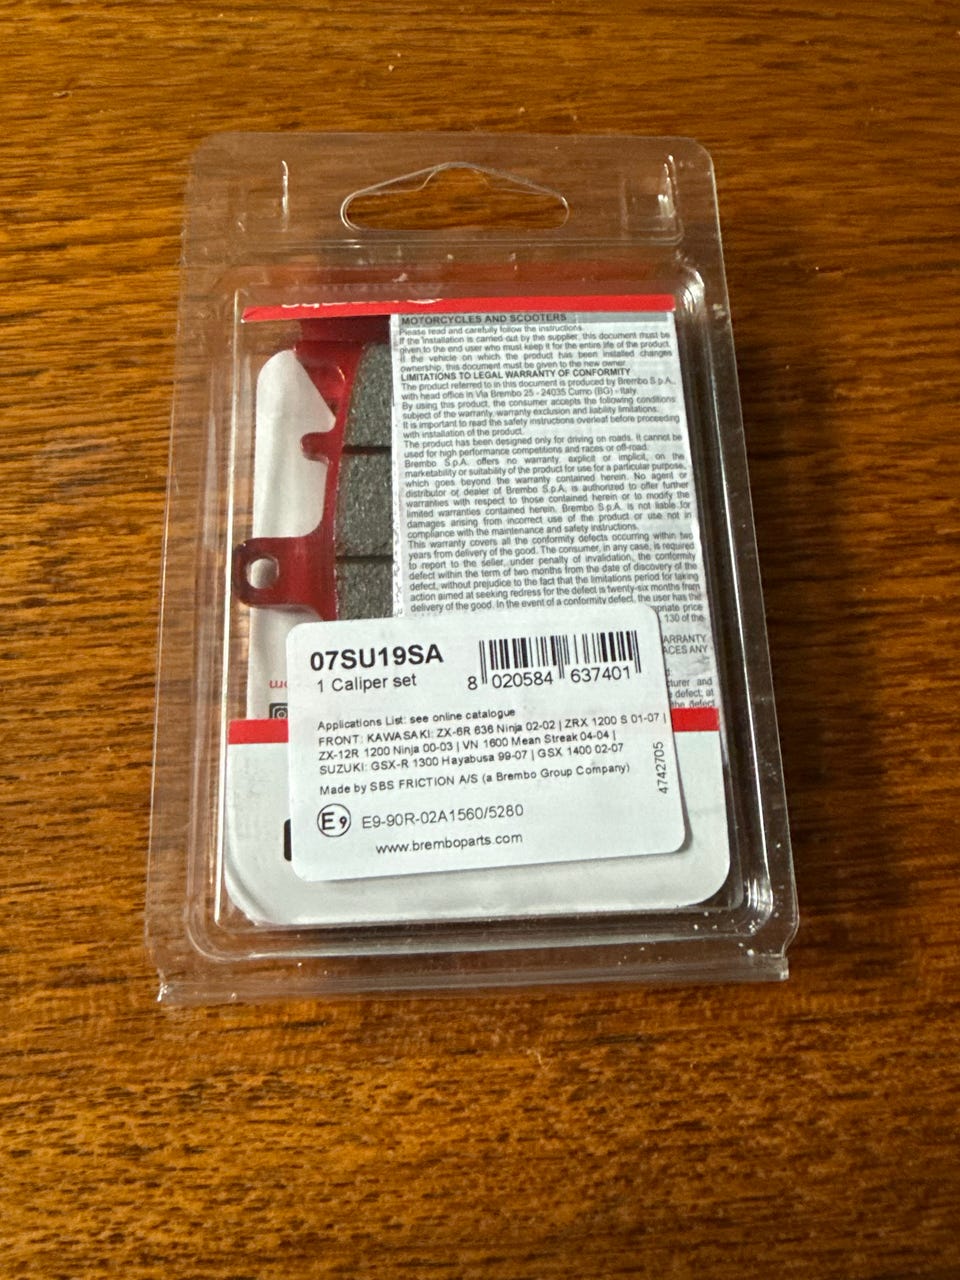 MOTORCYCLES AND SCOOTERS
Please read and carefully follow the instructions.
If the installation is carried out by the supplier, this document must be
given to the end user who must keep it for the entire life of the product.
If the vehicle on which the product has been installed changes
ownership, this document must be given to the new owner.
LIMITATIONS TO LEGAL WARRANTY OF CONFORMITY
The product referred to in this document is produced by Brembo S.p.A.,
with head office in Via Brembo 25 - 24035 Curno (BG) - Italy.
By using this product, the consumer accepts the following conditions
subject of the warranty, warranty exclusion and liability limitations.
It is important to read the safety instructions overleaf before proceeding
with installation of the product.
The product has been designed only for driving on roads. It cannot be
used for high performance competitions and races or off-road.
Brembo S.p.A. offers no warranty, explicit or implicit, on the
marketability or suitability of the product for use for a particular purpose,
which goes beyond the warranty contained herein. No agent or
distributor or dealer of Brembo S.p.A. is authorized to offer further
warranties with respect to those contained herein or to modify the
limited warranties contained herein. Brembo S.p.A. is not liable for
damages arising from incorrect use of the product or use not in
compliance with the maintenance and safety instructions.
This warranty covers all the conformity defects occurring within two
years from delivery of the good. The consumer, in any case, is required
to report to the seller, under penalty of invalidation, the conformity
defect within the term of two months from the date of discovery of the
defect, without prejudice to the fact that the limitations period for taking
action aimed at seeking redress for the defect is twenty-six months from
delivery of the good. In the event of a conformity defect, the user has the
price
130 of the
ANY
and
defect, at
the defect
07SU19SA
1 Caliper set
8 020584 637401
Applications List: see online catalogue
FRONT: KAWASAKI: ZX-6R 636 Ninja 02-02 | ZRX 1200 S 01-07 |
ZX-12R 1200 Ninja 00-03 | VN 1600 Mean Streak 04-04 |
SUZUKI: GSX-R 1300 Hayabusa 99-07 | GSX 1400 02-07
Made by SBS FRICTION A/S (a Brembo Group Company)
4742705
E9 E9-90R-02A1560/5280
www.bremboparts.com